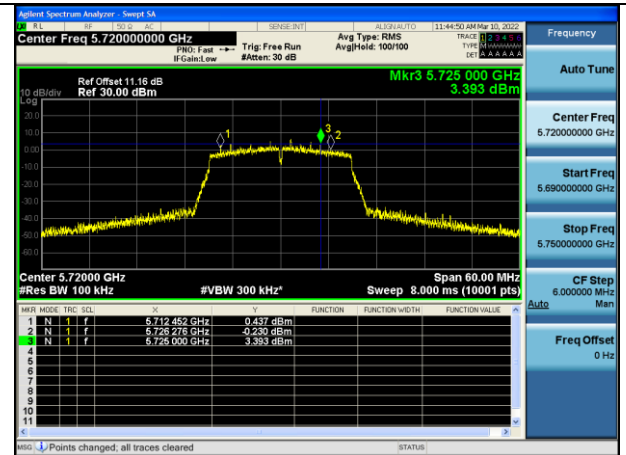 Agilent Spectrum Analyzer - Swept SA
RL RF 50 Ω AC SENSE:INT ALIGNAUTO 11:44:50 AM Mar 10, 2022
Center Freq 5.720000000 GHz
PNO: Fast
IFGain:Low
Trig: Free Run
#Atten: 30 dB
Avg Type: RMS
Avg|Hold: 100/100
TRACE 1 2 3 4 5 6
TYPE M WWWWW
DET A A A A A A
Ref Offset 11.16 dB
Ref 30.00 dBm
10 dB/div
Log
Mkr3 5.725 000 GHz
3.393 dBm
20.0
10.0
0.00
-10.0
-20.0
-30.0
-40.0
-50.0
-60.0
1
3
2
Center 5.72000 GHz
Span 60.00 MHz
#Res BW 100 kHz
#VBW 300 kHz*
Sweep 8.000 ms (10001 pts)
MKR MODE TRC SCL X Y FUNCTION FUNCTION WIDTH FUNCTION VALUE
1 N 1 f 5.712 452 GHz 0.437 dBm
2 N 1 f 5.726 276 GHz -0.230 dBm
3 N 1 f 5.725 000 GHz 3.393 dBm
4
5
6
7
8
9
10
11
MSG Points changed; all traces cleared
STATUS
Frequency
Auto Tune
Center Freq
5.720000000 GHz
Start Freq
5.690000000 GHz
Stop Freq
5.750000000 GHz
CF Step
6.000000 MHz
Auto Man
Freq Offset
0 Hz